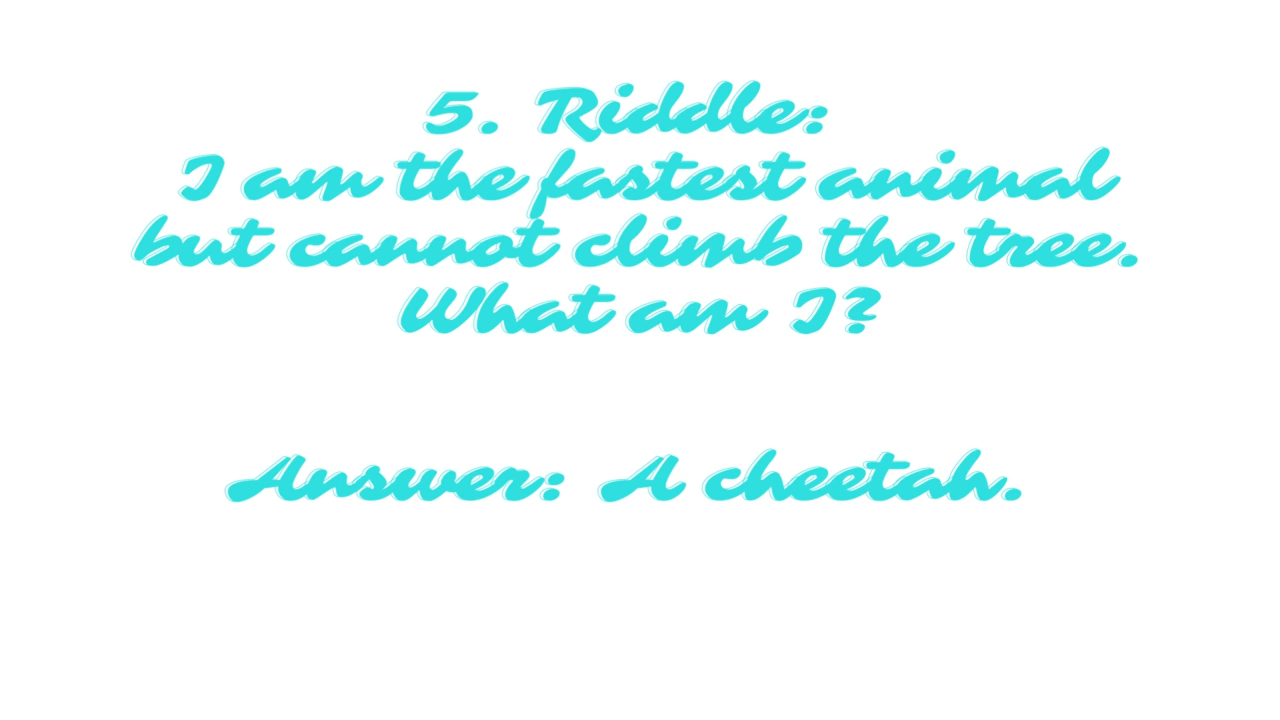 5. Riddle:
I am the fastest animal
but cannot climb the tree.
What am I?
Answer: A cheetah.